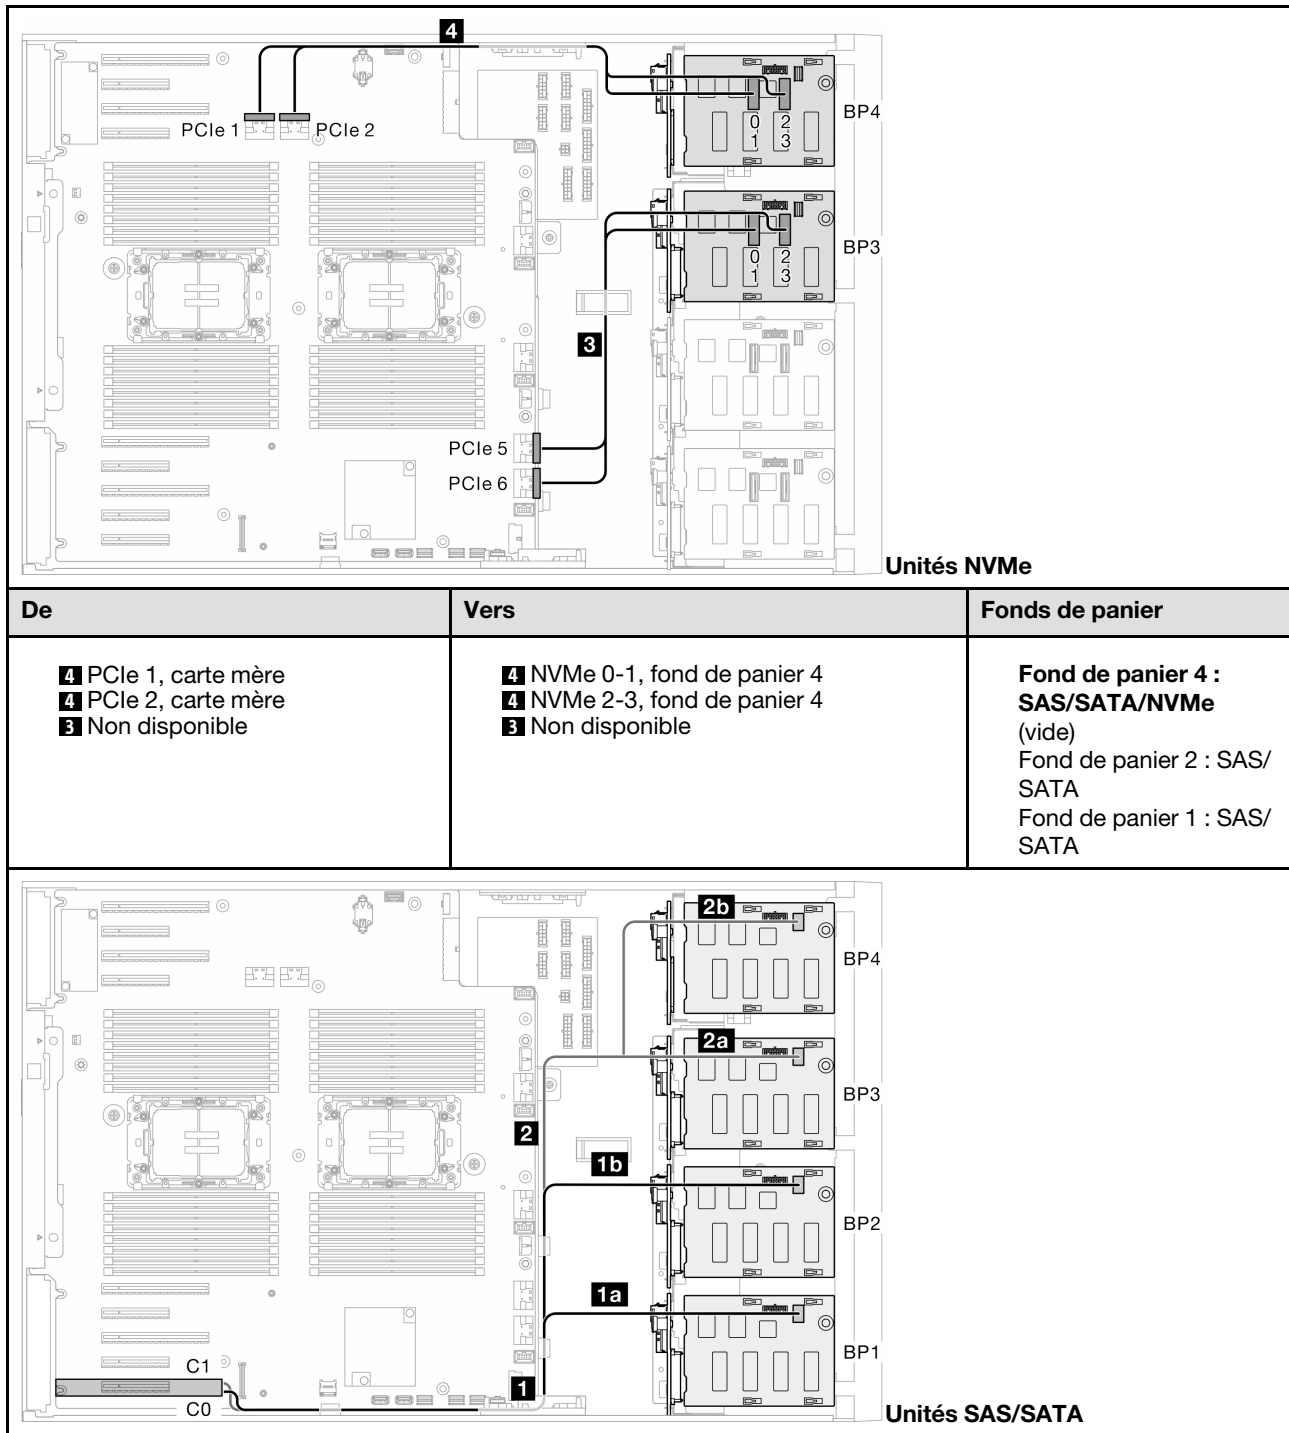 4
PCIe 1
PCIe 2
0 2
1 3
BP4
0 2
1 3
BP3
3
PCIe 5
PCIe 6
Unités NVMe
De
Vers
Fonds de panier
4 PCIe 1, carte mère
4 PCIe 2, carte mère
3 Non disponible
4 NVMe 0-1, fond de panier 4
4 NVMe 2-3, fond de panier 4
3 Non disponible
Fond de panier 4 :
SAS/SATA/NVMe
(vide)
Fond de panier 2 : SAS/
SATA
Fond de panier 1 : SAS/
SATA
2b
BP4
2a
BP3
2
1b
BP2
1a
BP1
C1
1
C0
Unités SAS/SATA